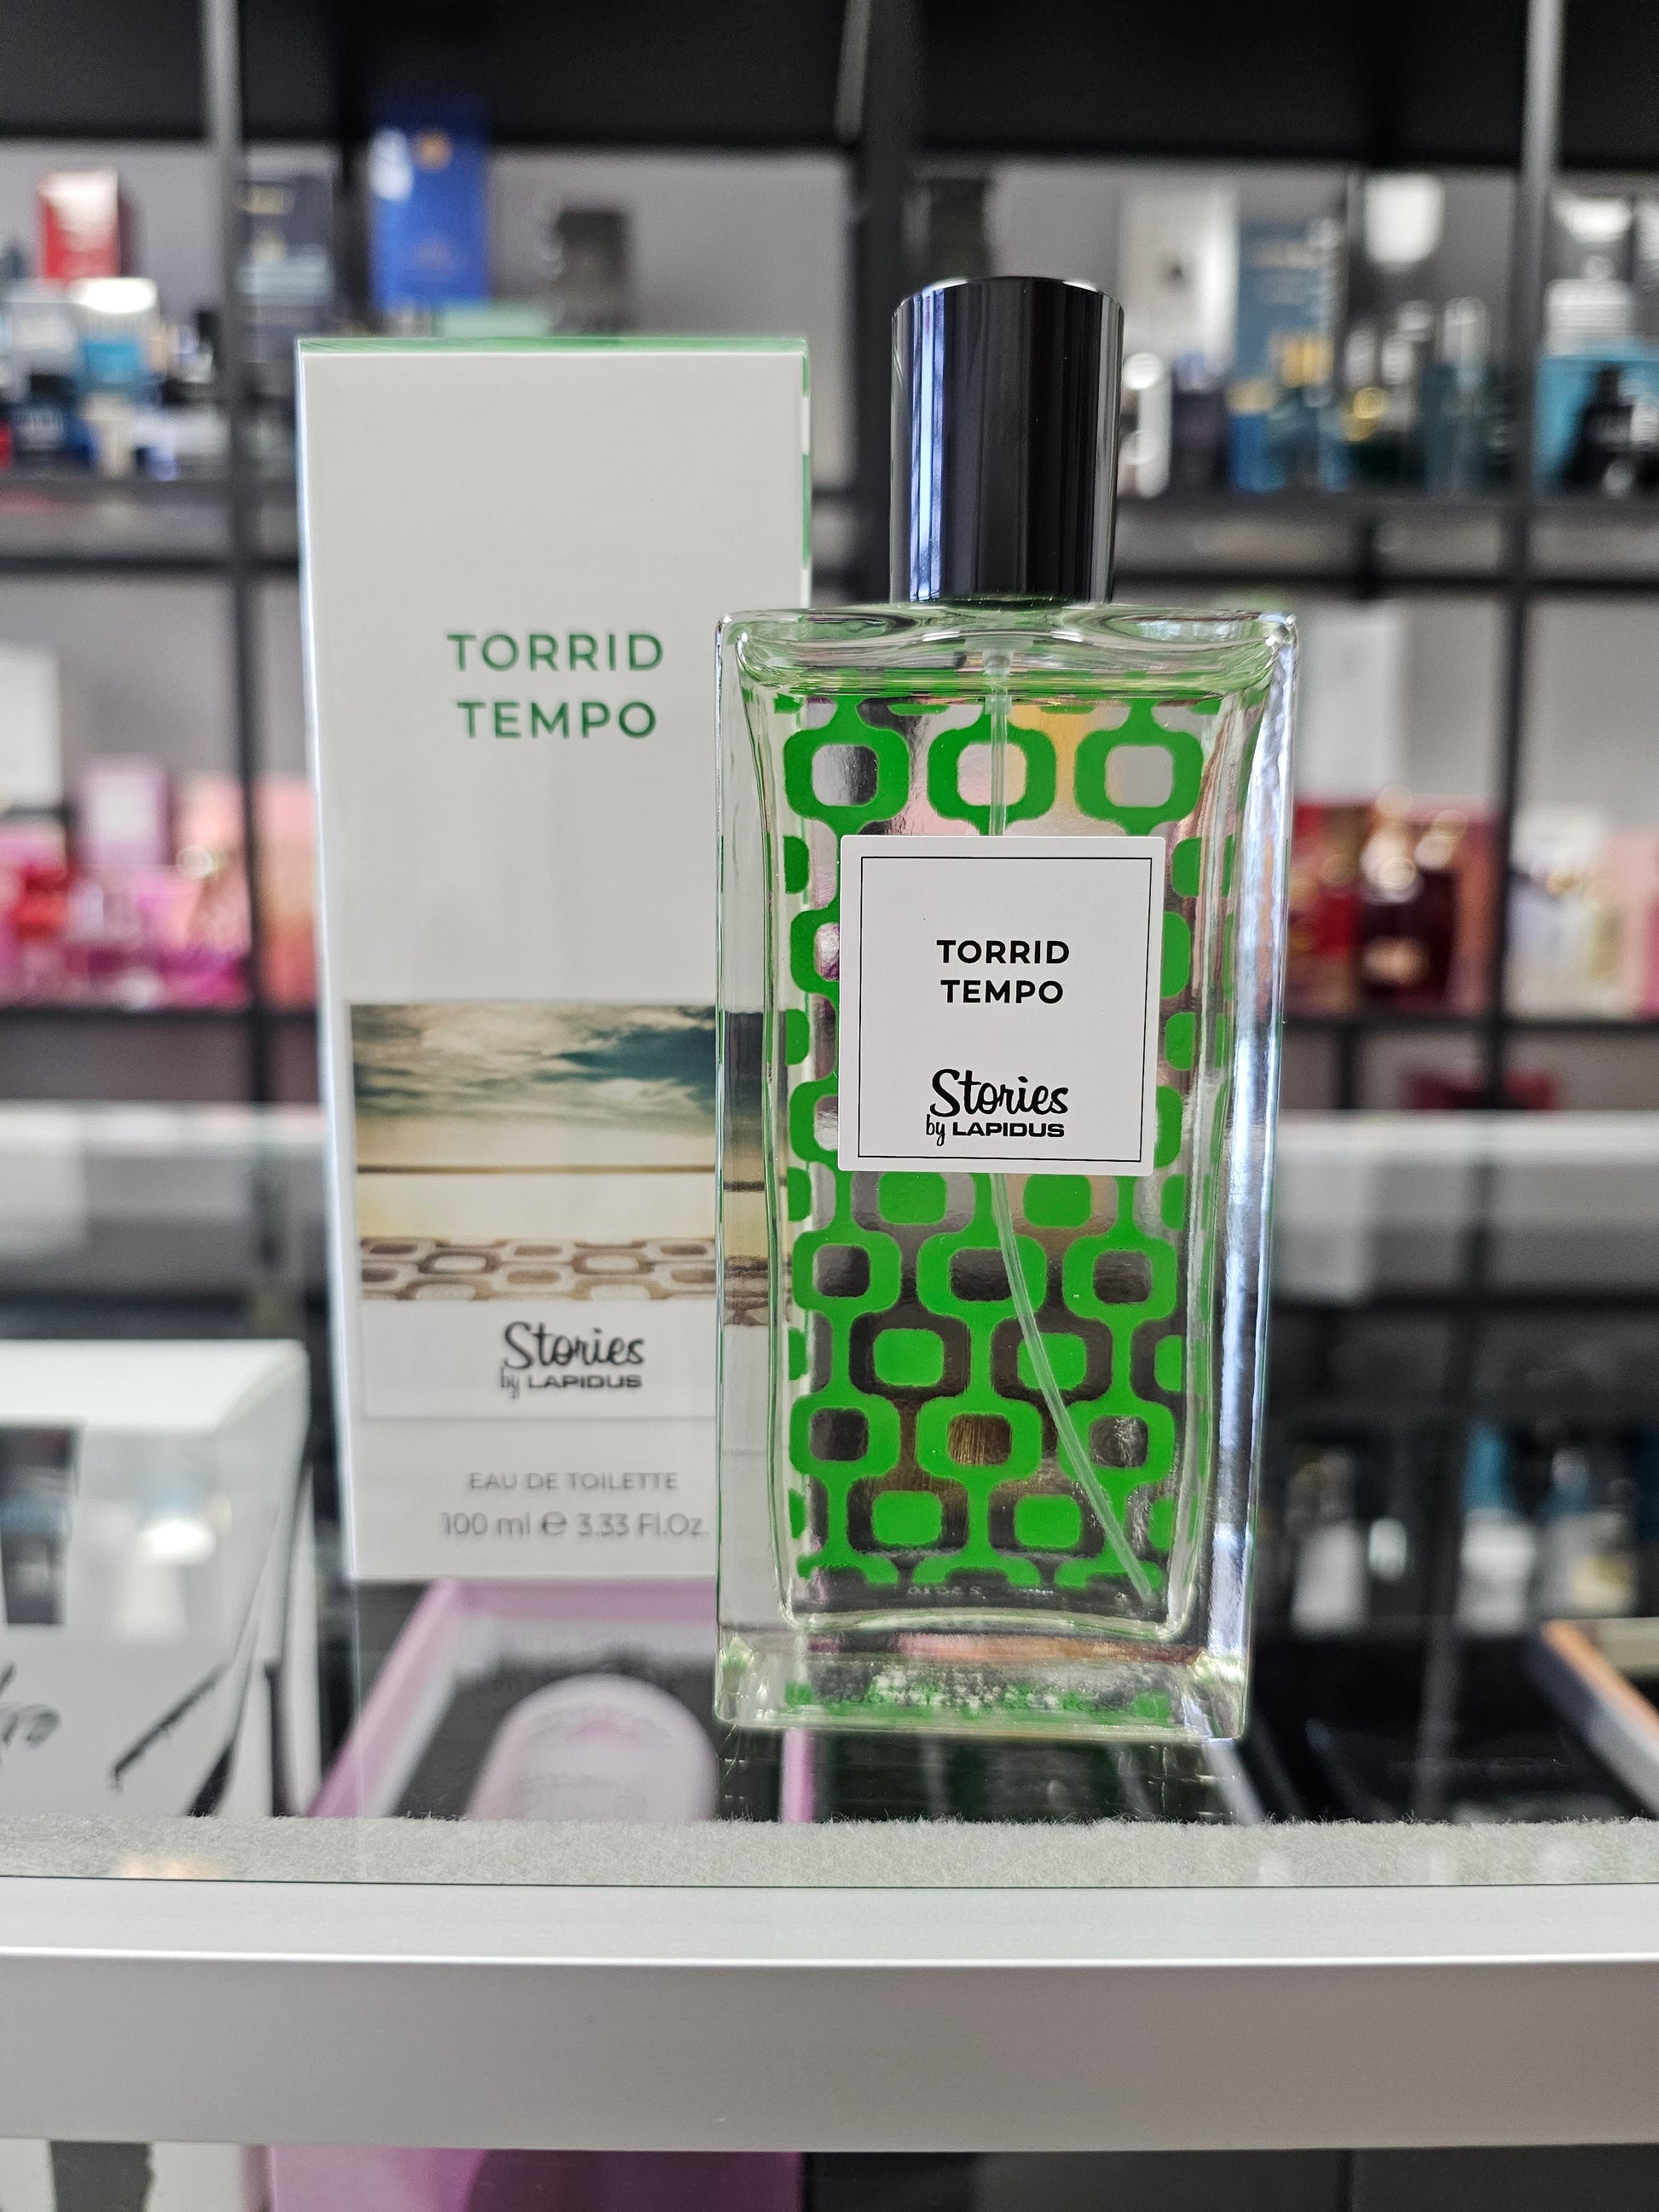 TORRID
TEMPO
Stories
by LAPIDUS
EAU DE TOILETTE
100 ml ℮ 3.33 Fl.Oz.
TORRID
TEMPO
Stories
by LAPIDUS